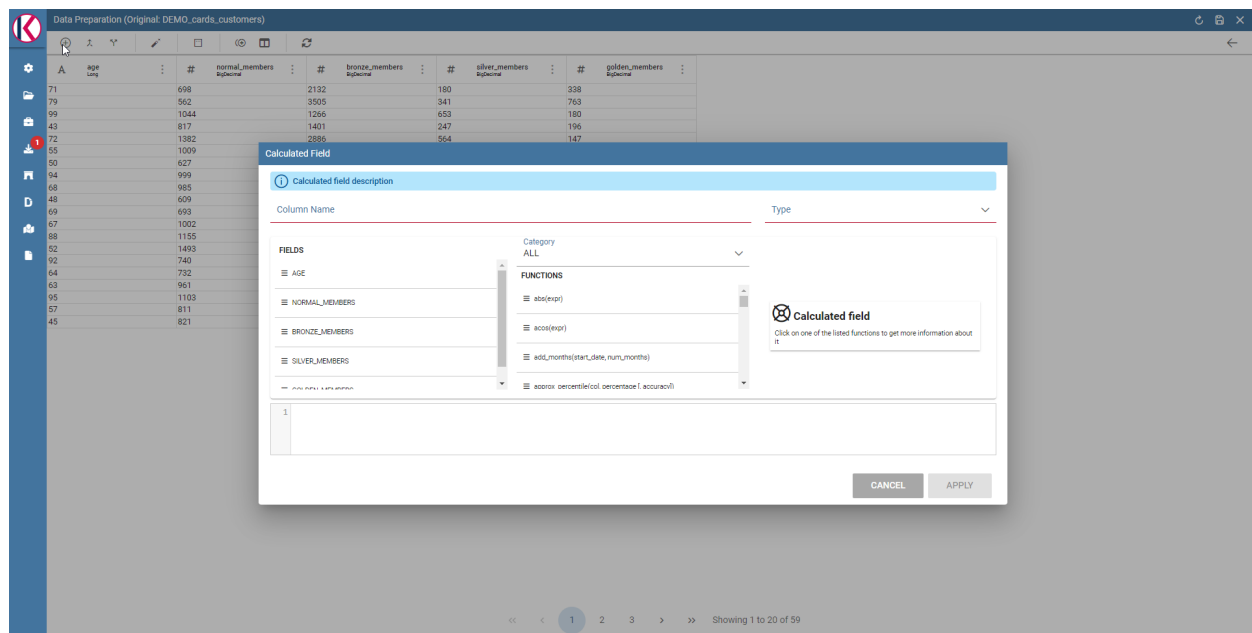 Data Preparation (Original: DEMO_cards_customers)
A age Long # normal_members BigDecimal # bronze_members BigDecimal # silver_members BigDecimal # golden_members BigDecimal
71 698 2132 180 338
79 562 3505 341 763
99 1044 1266 653 180
43 817 1401 247 196
72 1382 2886 564 147
1
55 1009
50 627
94 999
68 985
48 609
69 693
67 1002
88 1155
52 1493
92 740
64 732
63 961
95 1103
57 811
45 821
D
Calculated Field
Calculated field description
Column Name Type
FIELDS
AGE
NORMAL_MEMBERS
BRONZE_MEMBERS
SILVER_MEMBERS
GOLDEN_MEMBERS
Category
ALL
FUNCTIONS
abs(expr)
acos(expr)
add_months(start_date, num_months)
approx_percentile(col, percentage [, accuracy])
Calculated field
Click on one of the listed functions to get more information about
it
1
CANCEL APPLY
« ‹ 1 2 3 › » Showing 1 to 20 of 59